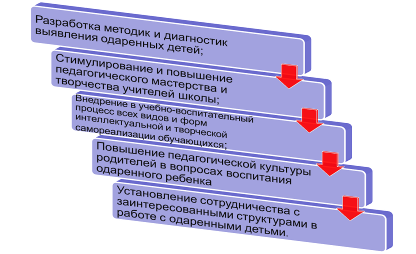 Разработка методик и диагностик
выявления одаренных детей;
Стимулирование и повышение
педагогического мастерства и
творчества учителей школы;
Внедрение в учебно-воспитательный
процесс всех видов и форм
интеллектуальной и творческой
самореализации обучающихся;
Повышение педагогической культуры
родителей в вопросах воспитания
одаренного ребенка
Установление сотрудничества с
заинтересованными структурами в
работе с одаренными детьми.